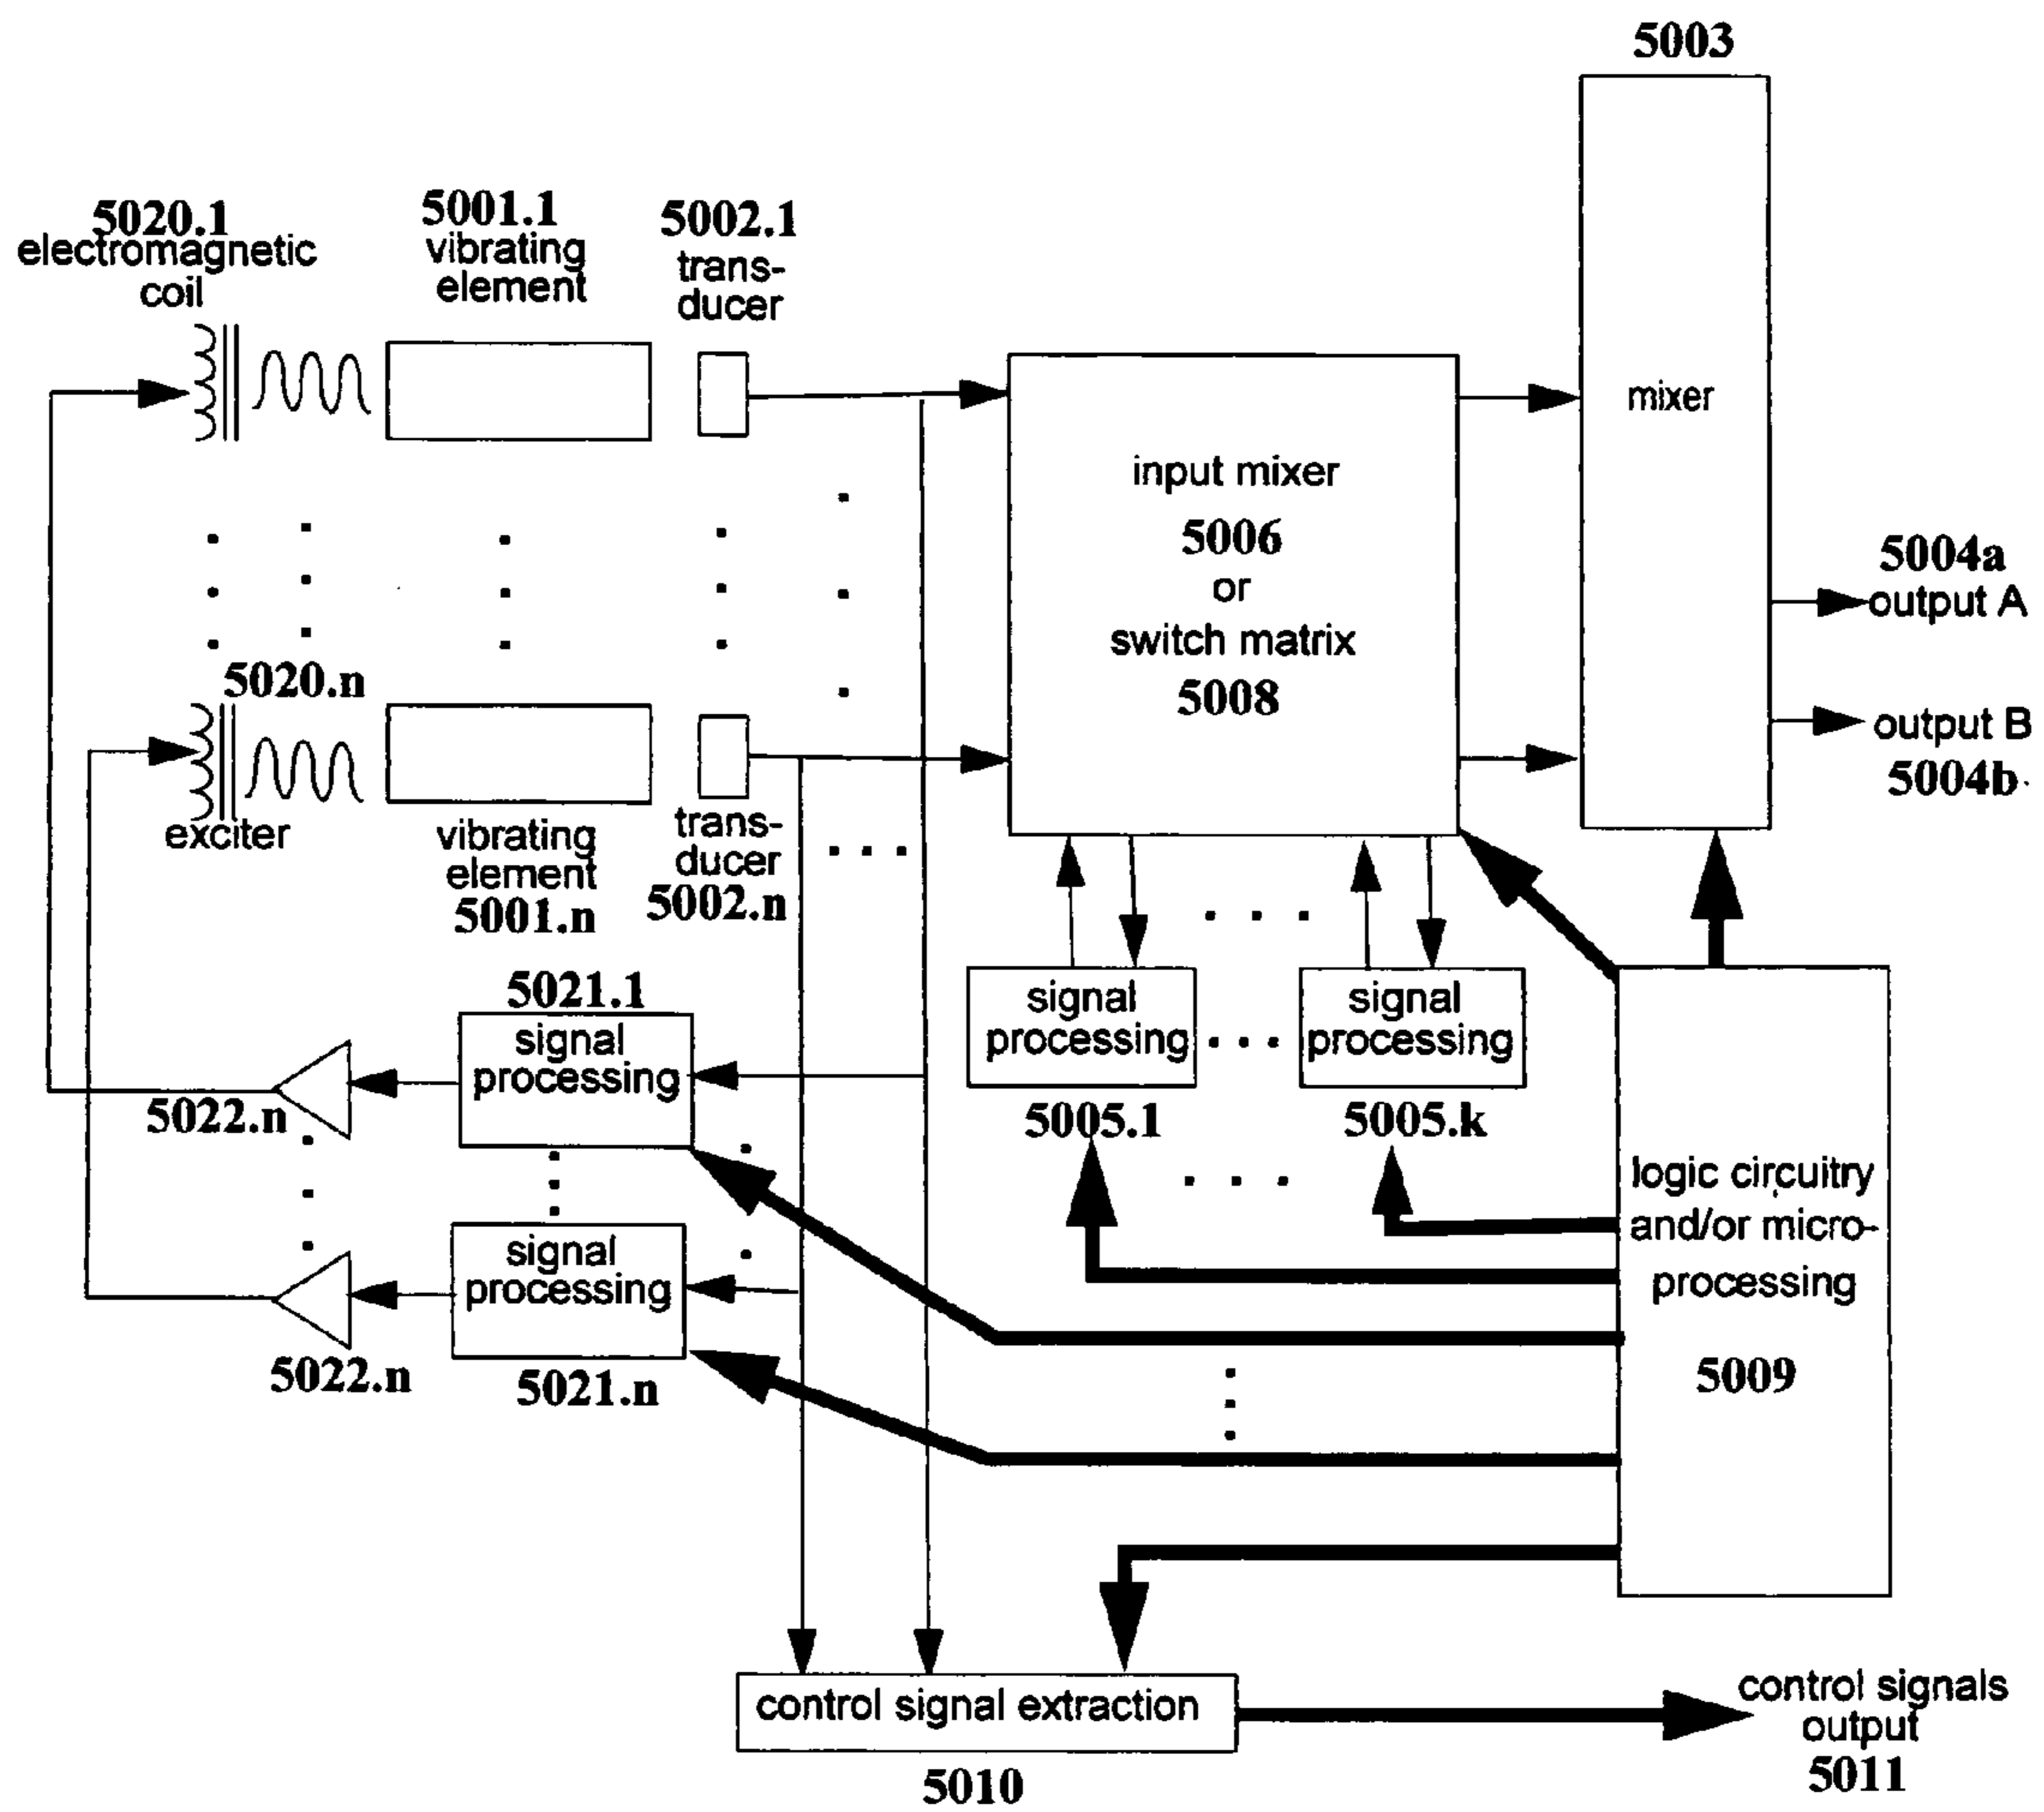 5003
5020.1
electromagnetic
coil
5001.1
vibrating
element
5002.1
trans-
ducer
mixer
input mixer
5006
or
switch matrix
5008
5004a
output A
output B
5004b
5020.n
exciter
vibrating
element
5001.n
trans-
ducer
5002.n
5021.1
signal
processing
5022.n
signal
processing
5022.n
5021.n
signal
processing
5005.1
signal
processing
5005.k
logic circuitry
and/or micro-
processing
5009
control signal extraction
5010
control signals
output
5011